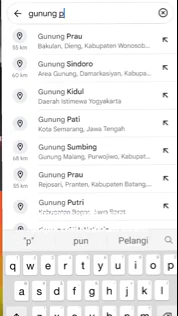 gunung p
Gunung Prau
Bakulan, Dieng, Kabupaten Wonosob...
55 km
Gunung Sindoro
Area Gunung, Damarkasiyan, Kabupa...
60 km
Gunung Kidul
Daerah Istimewa Yogyakarta
Gunung Pati
Kota Semarang, Jawa Tengah
Gunung Sumbing
Gunung Malang, Purwojiwo, Kabupat...
68 km
Gunung Prau
Rejosari, Pranten, Kabupaten Batang,...
55 km
Gunung Putri
Kabupaten Bogor, Jawa Barat
"p" pun Pelangi
q w e r t y u i o p
a s d f g h j k l
z x c v b n m